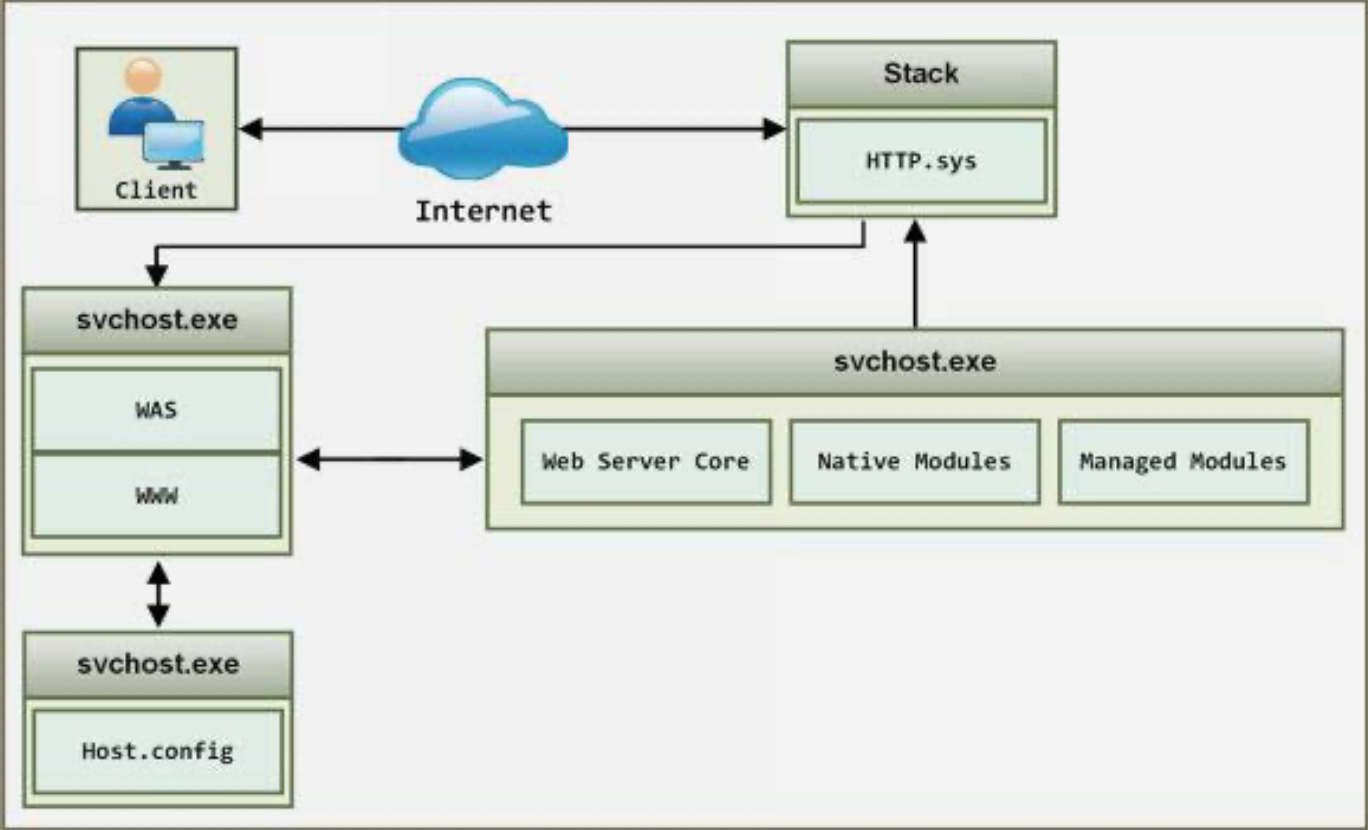 Stack
HTTP.sys
Client
Internet
svchost.exe
WAS
WWW
svchost.exe
Web Server Core
Native Modules
Managed Modules
svchost.exe
Host.config